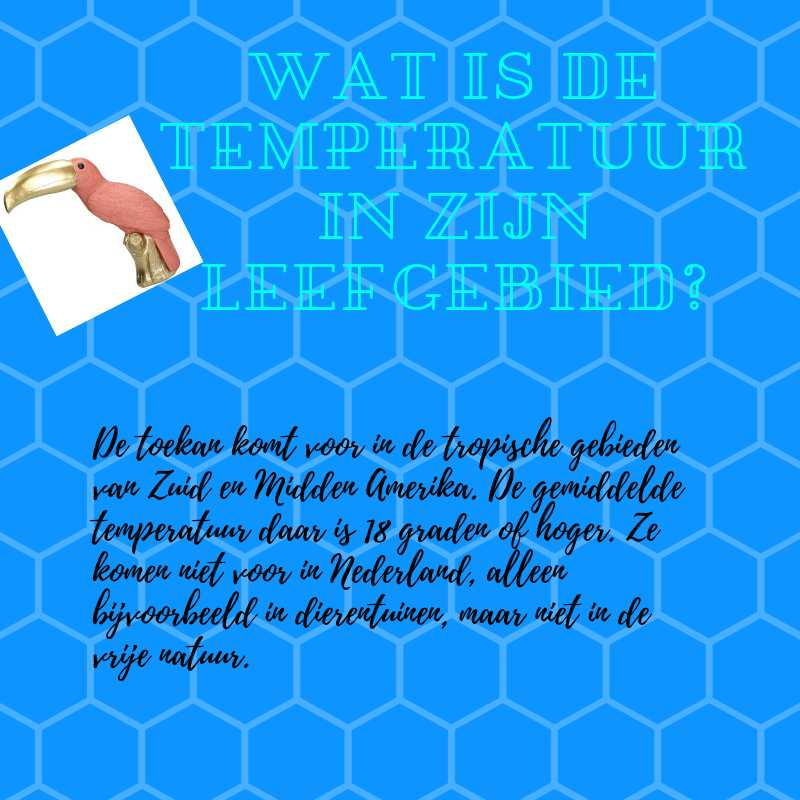 WAT IS DE
TEMPERATUUR
IN ZIJN
LEEFGEBIED?
De toekan komt voor in de tropische gebieden
van Zuid en Midden Amerika. De gemiddelde
temperatuur daar is 18 graden of hoger. Ze
komen niet voor in Nederland, alleen
bijvoorbeeld in dierentuinen, maar niet in de
vrije natuur.